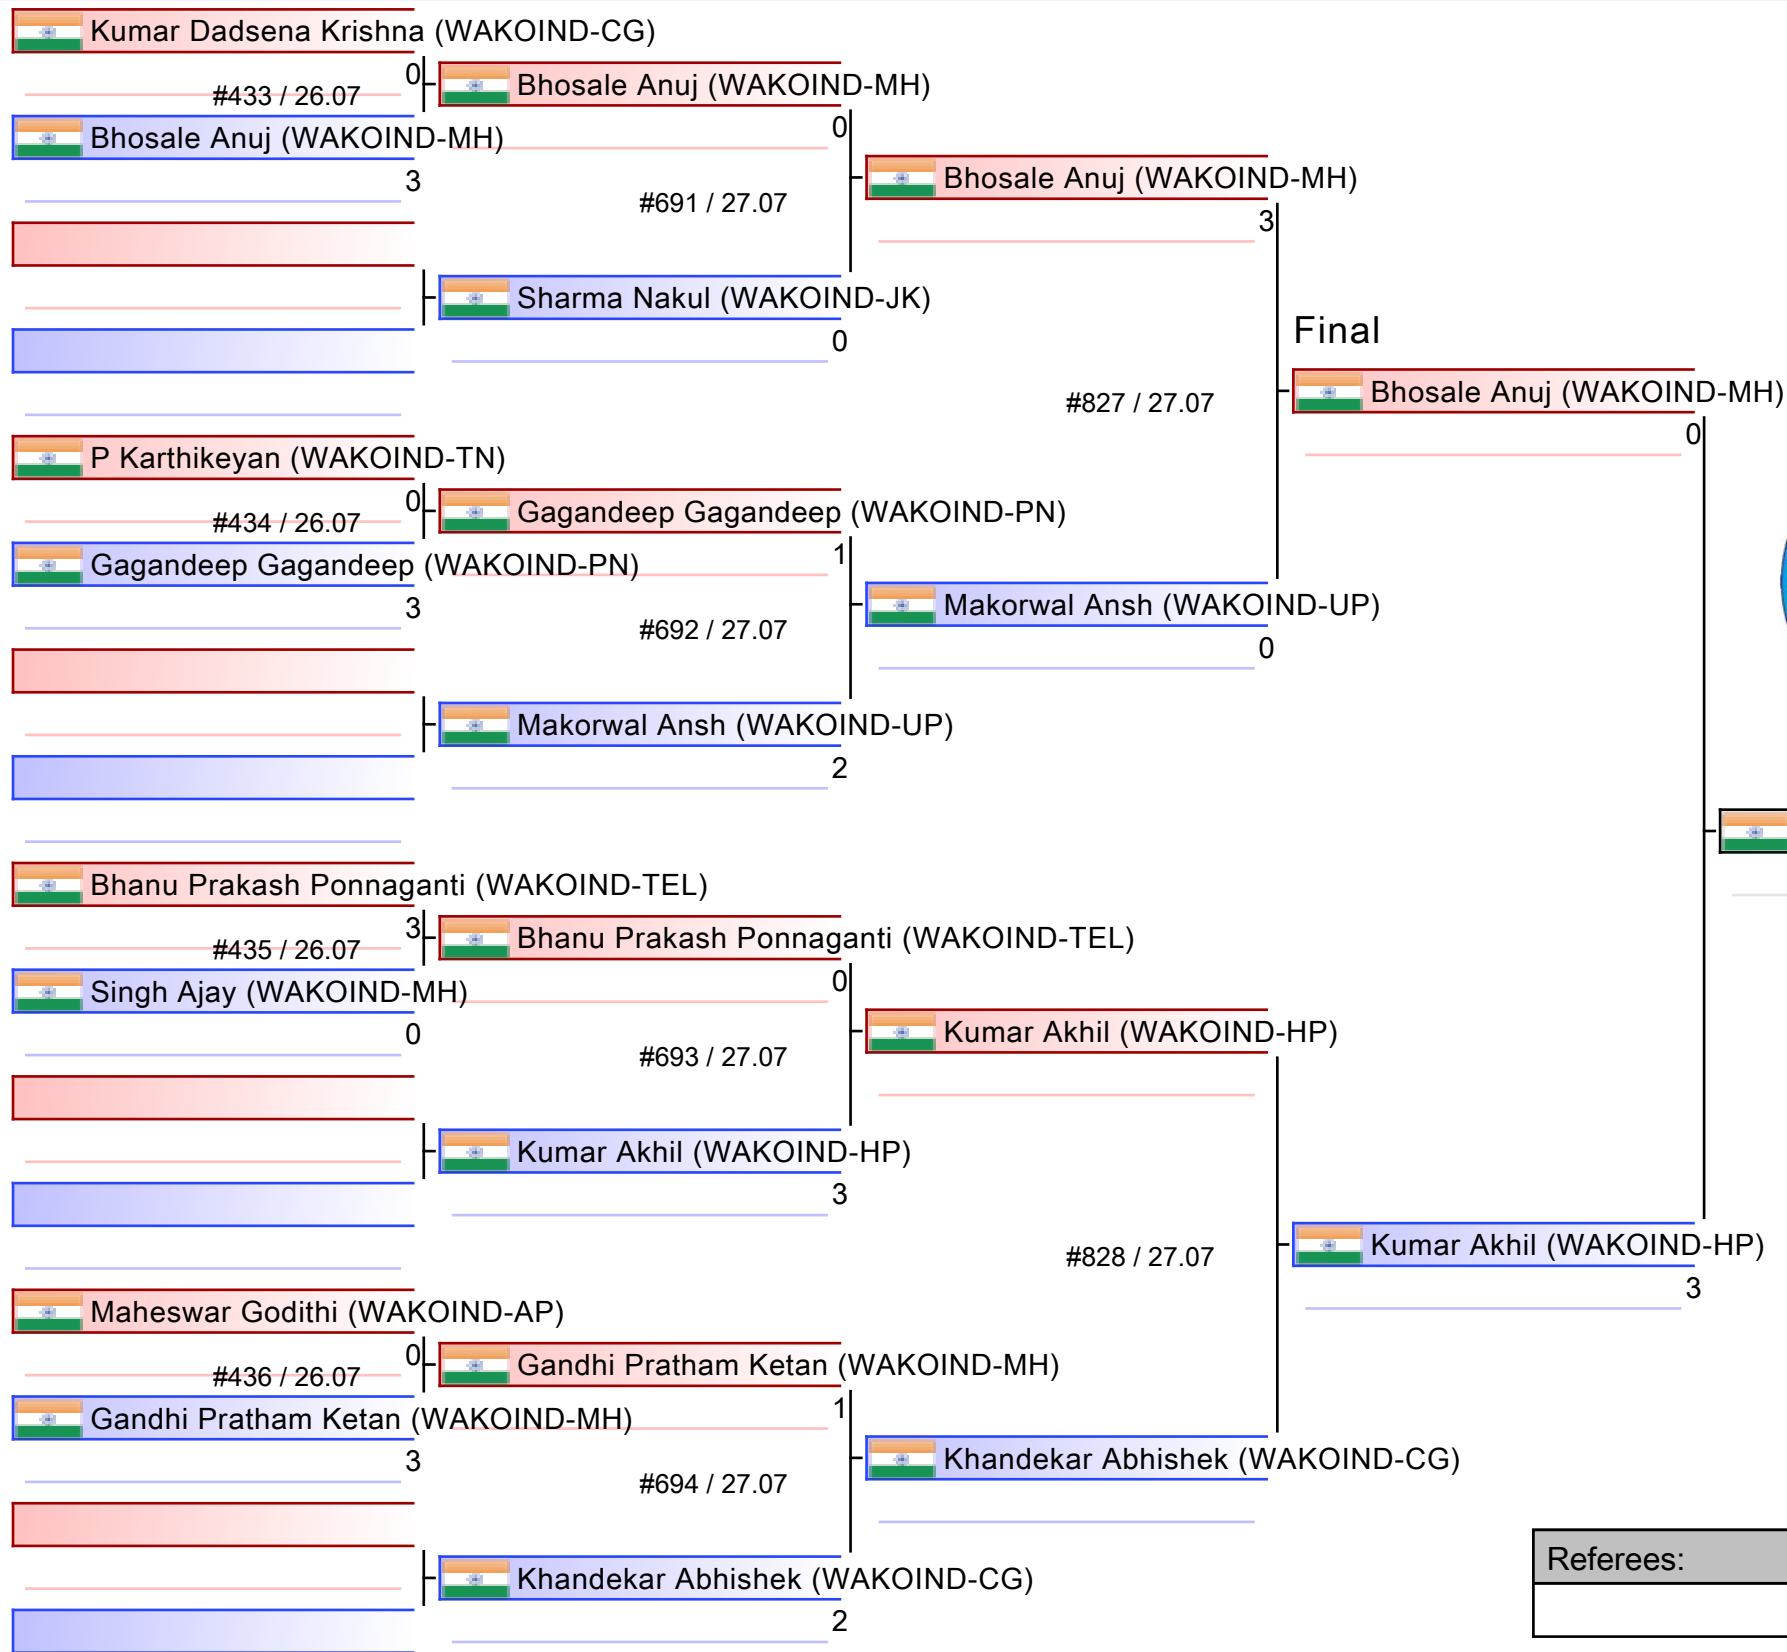 Kumar Dadsena Krishna (WAKOIND-CG)
0
#433 / 26.07
Bhosale Anuj (WAKOIND-MH)
3
Bhosale Anuj (WAKOIND-MH)
0
#691 / 27.07
Sharma Nakul (WAKOIND-JK)
0
Bhosale Anuj (WAKOIND-MH)
3
P Karthikeyan (WAKOIND-TN)
0
#434 / 26.07
Gagandeep Gagandeep (WAKOIND-PN)
3
Gagandeep Gagandeep (WAKOIND-PN)
1
#692 / 27.07
Makorwal Ansh (WAKOIND-UP)
2
#827 / 27.07
Makorwal Ansh (WAKOIND-UP)
0
Final
Bhosale Anuj (WAKOIND-MH)
0
Bhanu Prakash Ponnaganti (WAKOIND-TEL)
3
#435 / 26.07
Singh Ajay (WAKOIND-MH)
0
Bhanu Prakash Ponnaganti (WAKOIND-TEL)
0
#693 / 27.07
Kumar Akhil (WAKOIND-HP)
3
Kumar Akhil (WAKOIND-HP)
#828 / 27.07
Kumar Akhil (WAKOIND-HP)
3
Maheswar Godithi (WAKOIND-AP)
0
#436 / 26.07
Gandhi Pratham Ketan (WAKOIND-MH)
3
Gandhi Pratham Ketan (WAKOIND-MH)
1
#694 / 27.07
Khandekar Abhishek (WAKOIND-CG)
2
Khandekar Abhishek (WAKOIND-CG)
Referees: